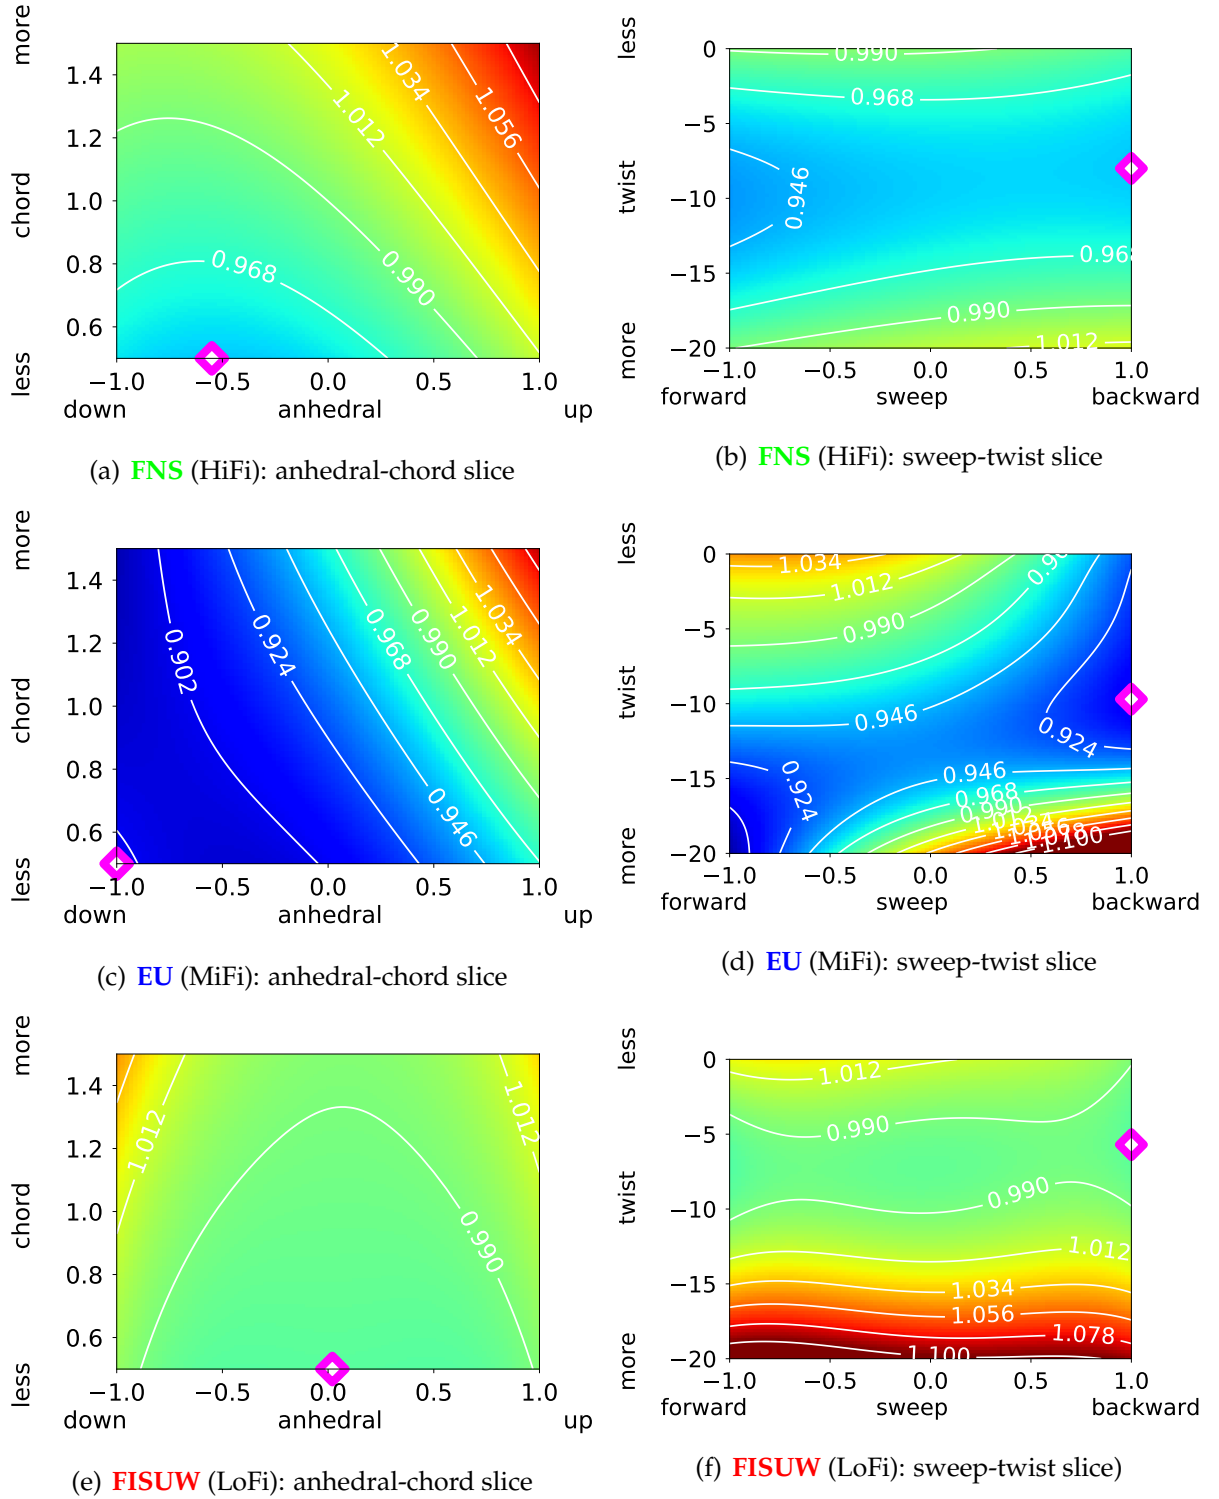 more
chord
less
1.4
1.2
1.0
0.8
0.6
1.012
1.034
1.056
0.990
0.968
−1.0 −0.5 0.0 0.5 1.0
down anhedral up
(a) FNS (HiFi): anhedral-chord slice
less
twist
more
0
−5
−10
−15
−20
0.990
0.968
0.946
0.968
0.990
1.012
−1.0 −0.5 0.0 0.5 1.0
forward sweep backward
(b) FNS (HiFi): sweep-twist slice
more
chord
less
1.4
1.2
1.0
0.8
0.6
0.902
0.924
0.968
0.990
1.012
1.034
0.946
−1.0 −0.5 0.0 0.5 1.0
down anhedral up
(c) EU (MiFi): anhedral-chord slice
less
twist
more
0
−5
−10
−15
−20
1.034
1.012
0.990
0.946
0.924
0.924
0.946
0.968
0.990
1.012
1.034
1.100
−1.0 −0.5 0.0 0.5 1.0
forward sweep backward
(d) EU (MiFi): sweep-twist slice
more
chord
less
1.4
1.2
1.0
0.8
0.6
1.012
1.012
0.990
−1.0 −0.5 0.0 0.5 1.0
down anhedral up
(e) FISUW (LoFi): anhedral-chord slice
less
twist
more
0
−5
−10
−15
−20
1.012
0.990
0.990
1.012
1.034
1.056
1.078
1.100
−1.0 −0.5 0.0 0.5 1.0
forward sweep backward
(f) FISUW (LoFi): sweep-twist slice)